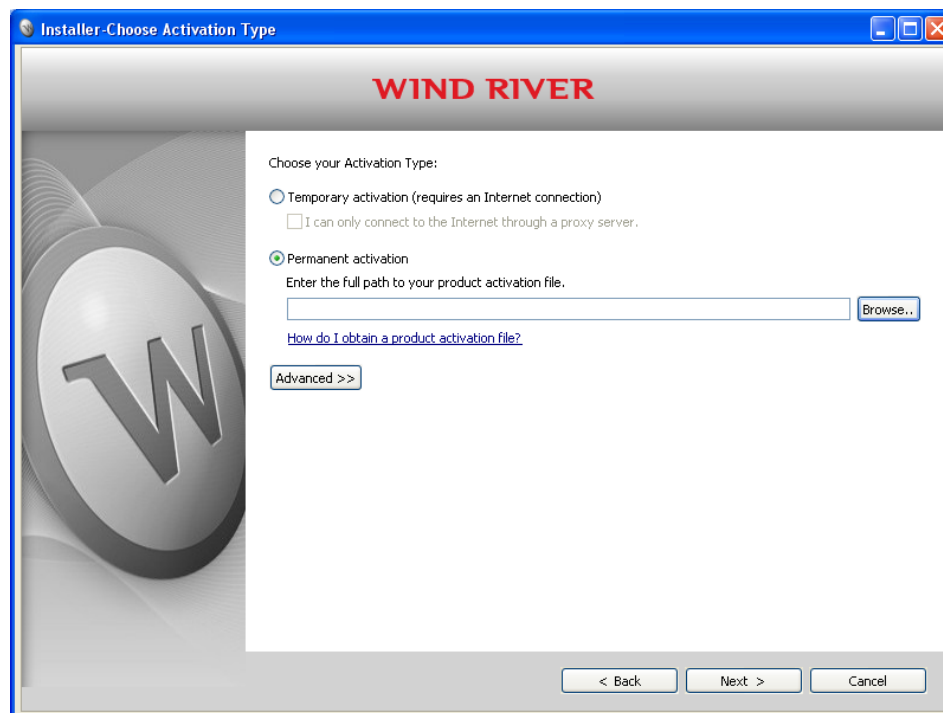 Installer-Choose Activation Type
WIND RIVER
Choose your Activation Type:
Temporary activation (requires an Internet connection)
I can only connect to the Internet through a proxy server.
Permanent activation
Enter the full path to your product activation file.
Browse..
How do I obtain a product activation file?
Advanced >>
W
< Back Next > Cancel